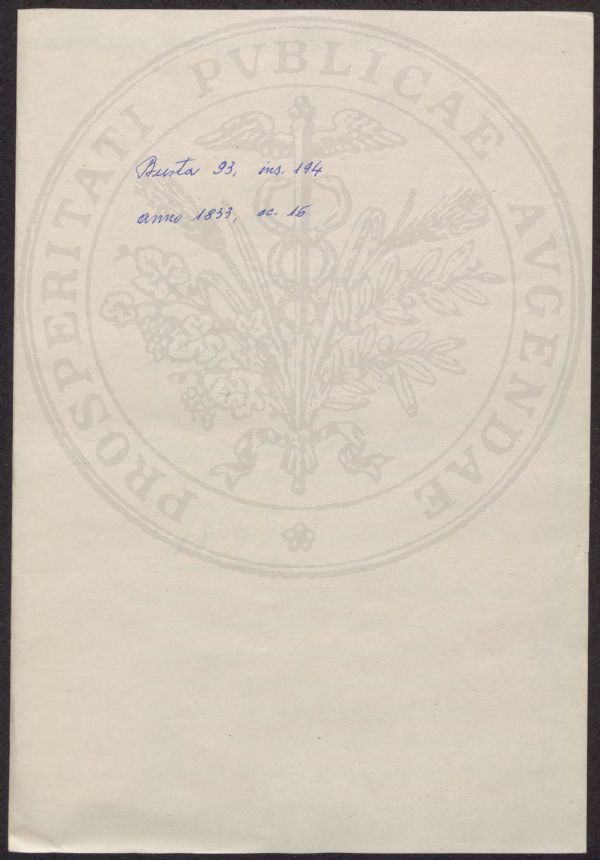 Busta 93, ins. 194
anno 1833, cc. 16
PROSPERITATI PVBLICAE AVGENDAE